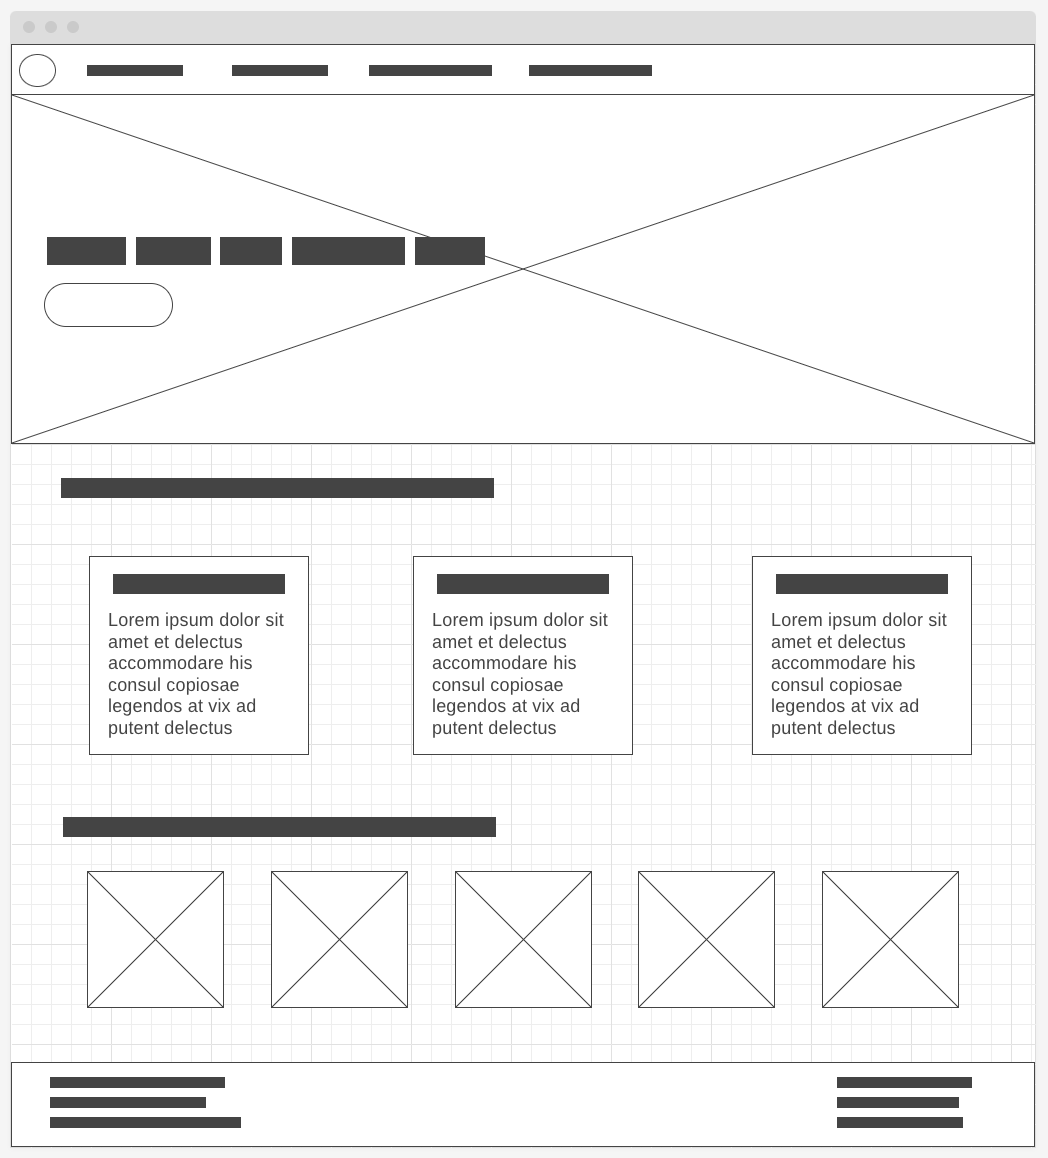 Lorem ipsum dolor sit
amet et delectus
accommodare his
consul copiosae
legendos at vix ad
putent delectus
Lorem ipsum dolor sit
amet et delectus
accommodare his
consul copiosae
legendos at vix ad
putent delectus
Lorem ipsum dolor sit
amet et delectus
accommodare his
consul copiosae
legendos at vix ad
putent delectus